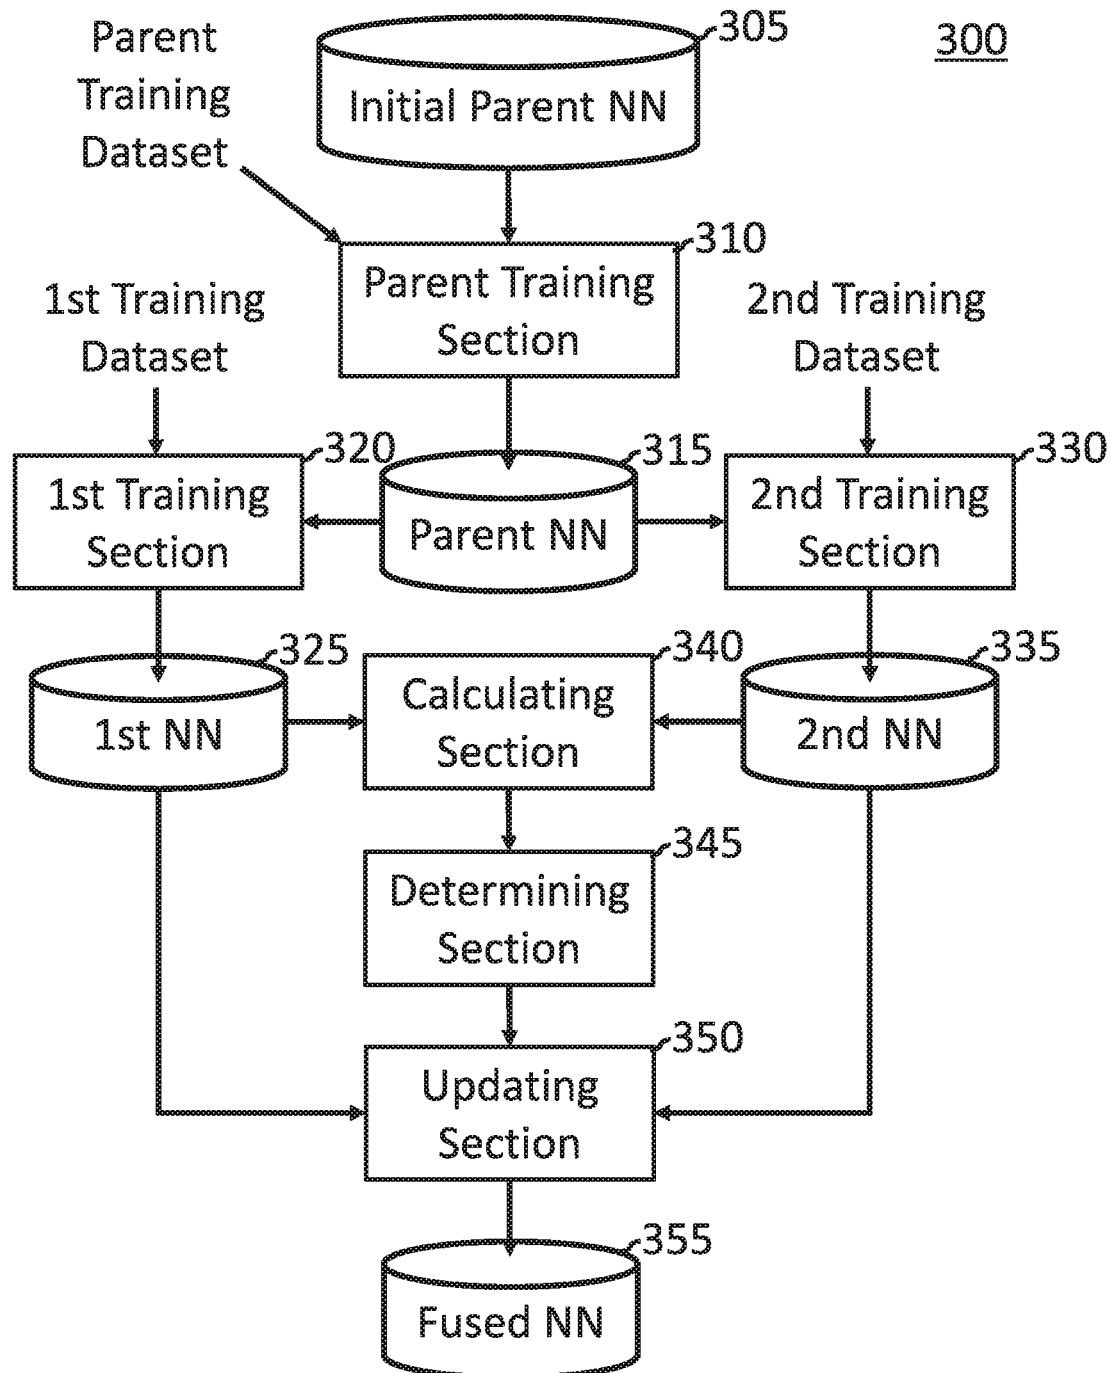 305
300
Parent
Training
Dataset
Initial Parent NN
310
Parent Training
Section
1st Training
Dataset
2nd Training
Dataset
320
1st Training
Section
315
Parent NN
330
2nd Training
Section
325
1st NN
340
Calculating
Section
335
2nd NN
345
Determining
Section
350
Updating
Section
355
Fused NN